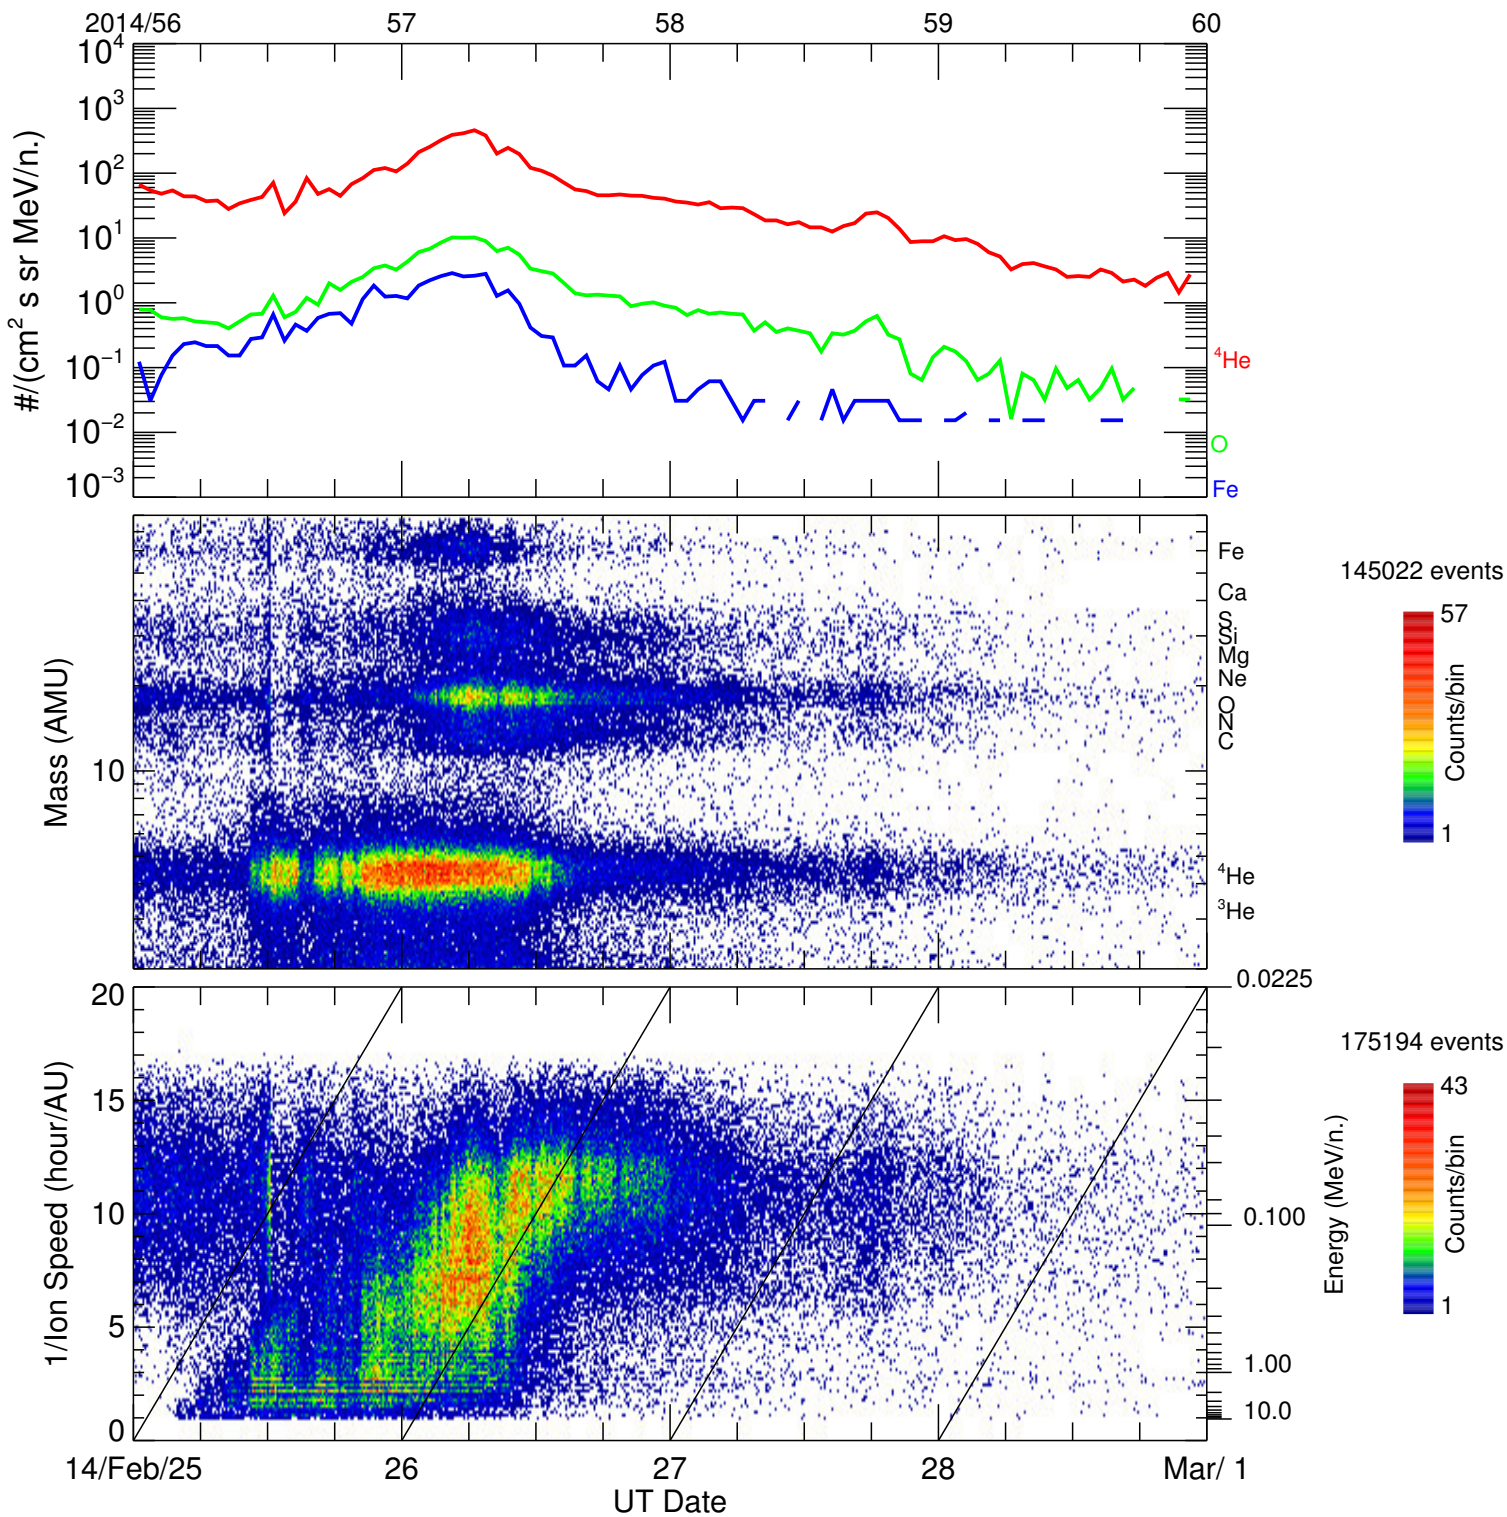 2014/56 57 58 59 60
10⁴
10³
10²
10¹
10⁰
10⁻¹
10⁻²
10⁻³
#/(cm² s sr MeV/n.)
⁴He
O
Fe
Mass (AMU)
10
Fe
Ca
S
Si
Mg
Ne
O
N
C
⁴He
³He
145022 events
57
Counts/bin
1
1/Ion Speed (hour/AU)
20
15
10
5
0
0.0225
0.100
1.00
10.0
Energy (MeV/n.)
175194 events
43
Counts/bin
1
14/Feb/25 26 27 28 Mar/ 1
UT Date